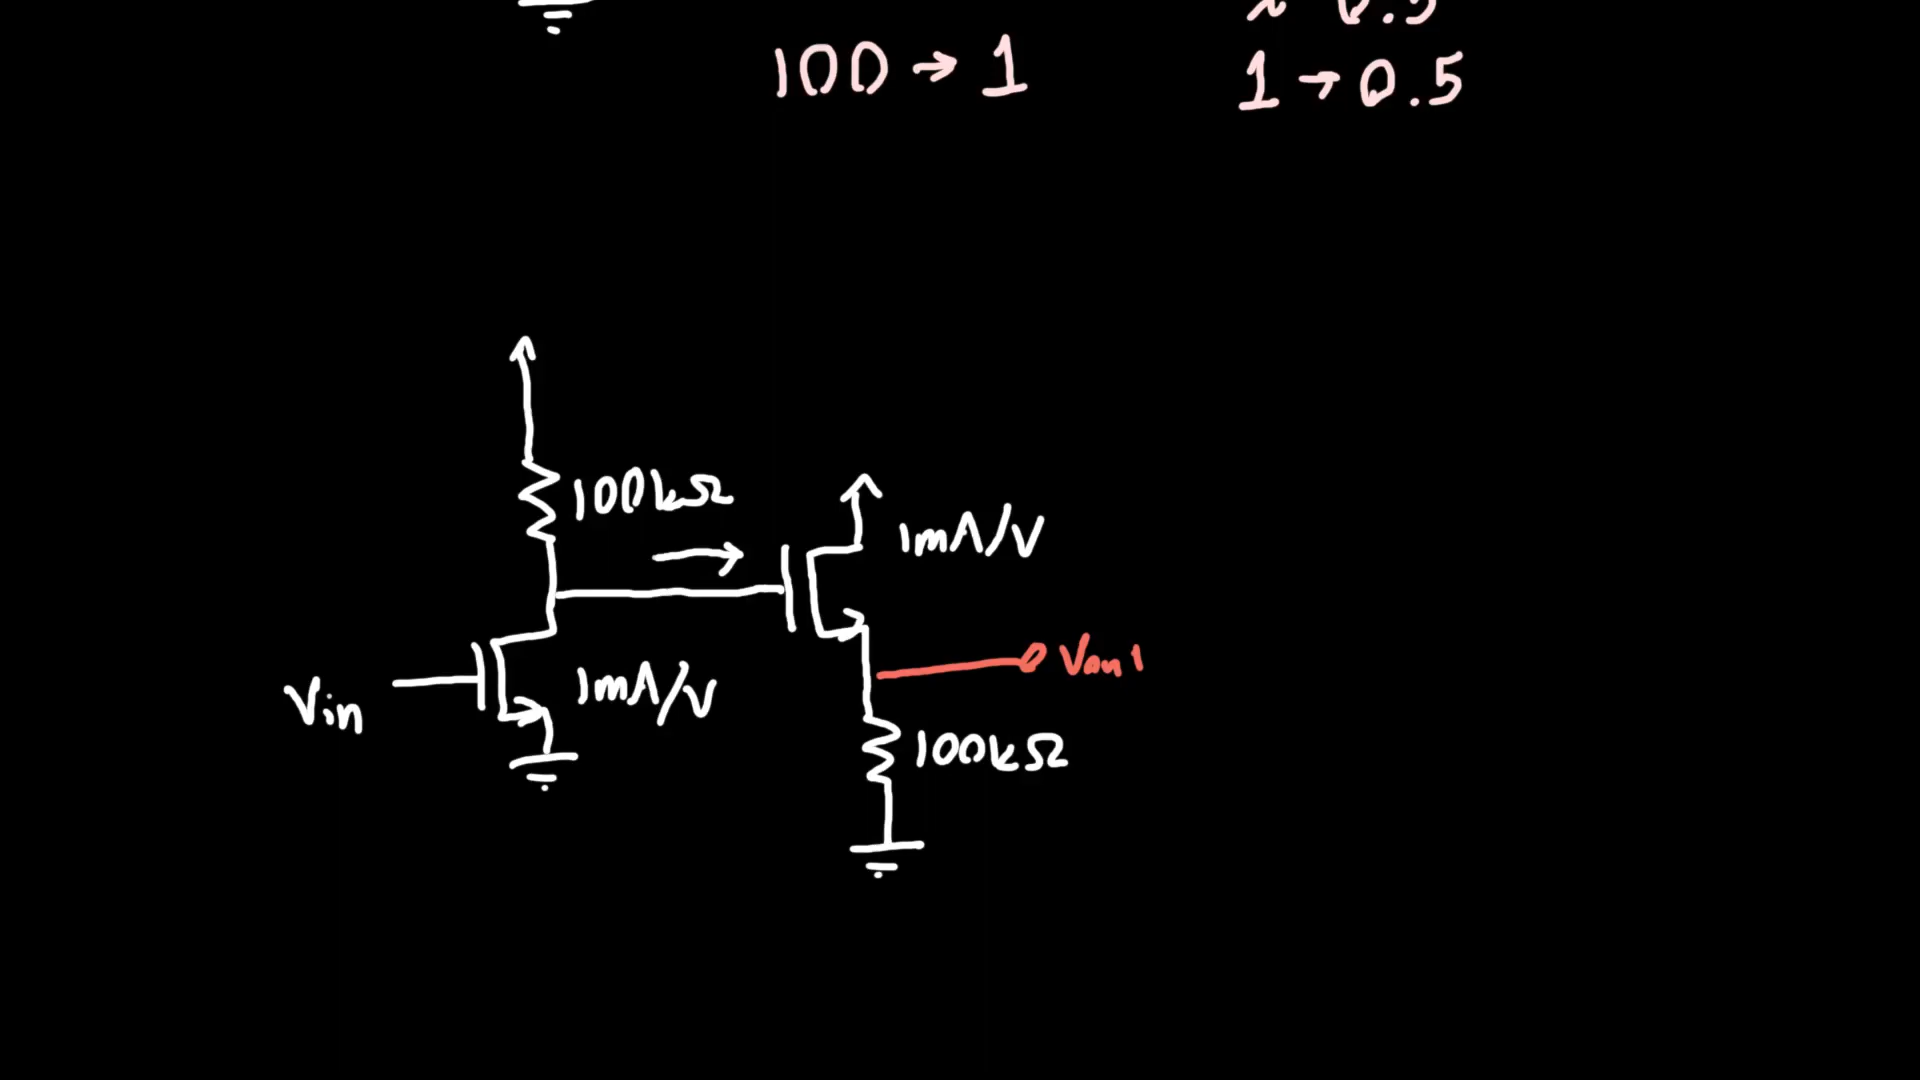 100 → 1
1 → 0.5
100kΩ
1mA/V
Vin
1mA/V
Vout
100kΩ